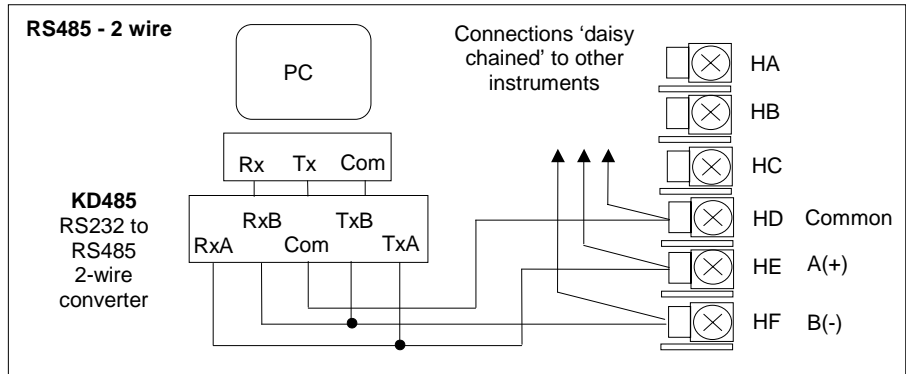 RS485 - 2 wire
PC
Connections ‘daisy
chained’ to other
instruments
Rx Tx Com
KD485
RS232 to
RS485
2-wire
converter
RxB TxB
RxA Com TxA
HA
HB
HC
HD Common
HE A(+)
HF B(-)